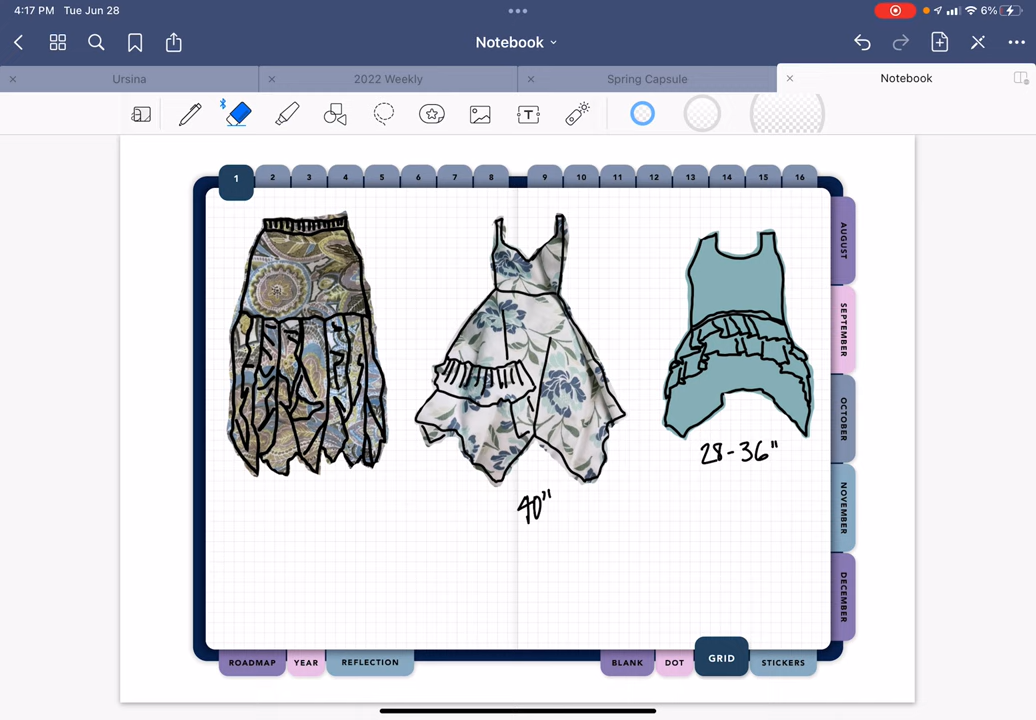 4:17 PM Tue Jun 28
6%
Notebook
Ursina
2022 Weekly
Spring Capsule
Notebook
T
1 2 3 4 5 6 7 8 9 10 11 12 13 14 15 16
AUGUST
SEPTEMBER
OCTOBER
NOVEMBER
DECEMBER
28-36"
40"
ROADMAP YEAR REFLECTION BLANK DOT GRID STICKERS